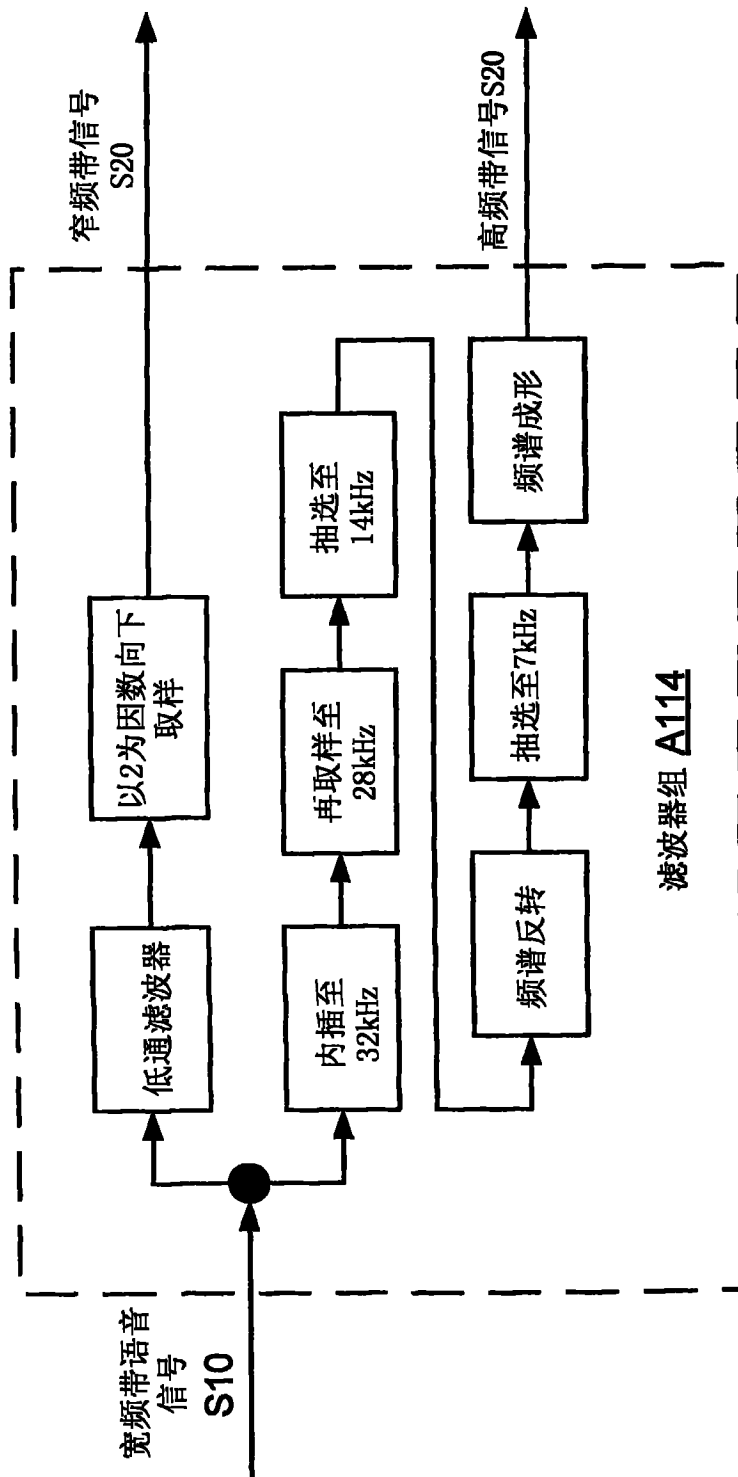 宽频带语音
信号
S10
低通滤波器
以2为因数向下
取样
窄频带信号
S20
内插至
32kHz
再取样至
28kHz
抽选至
14kHz
频谱反转
抽选至7kHz
频谱成形
高频带信号S20
滤波器组 A114